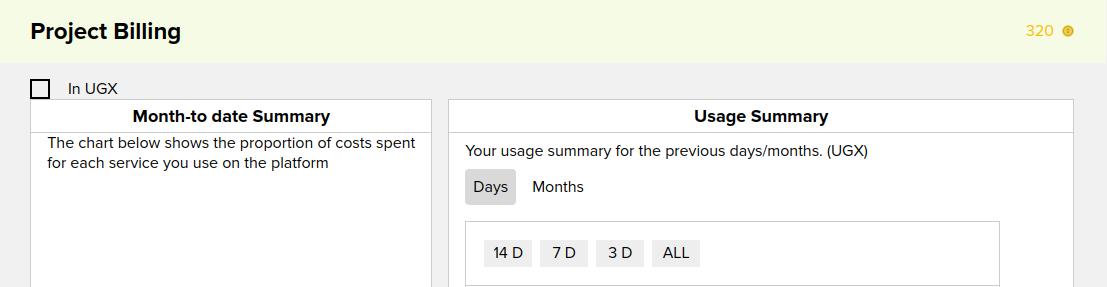 Project Billing
320
In UGX
Month-to date Summary
The chart below shows the proportion of costs spent
for each service you use on the platform
Usage Summary
Your usage summary for the previous days/months. (UGX)
Days Months
14 D 7 D 3 D ALL